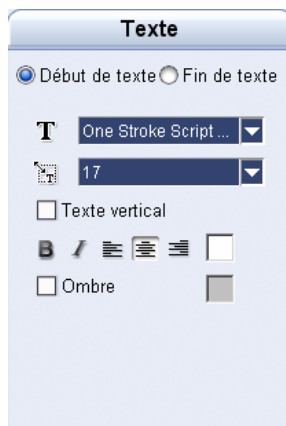 Texte
Début de texte Fin de texte
T One Stroke Script ...
T 17
Texte vertical
B I
Ombre